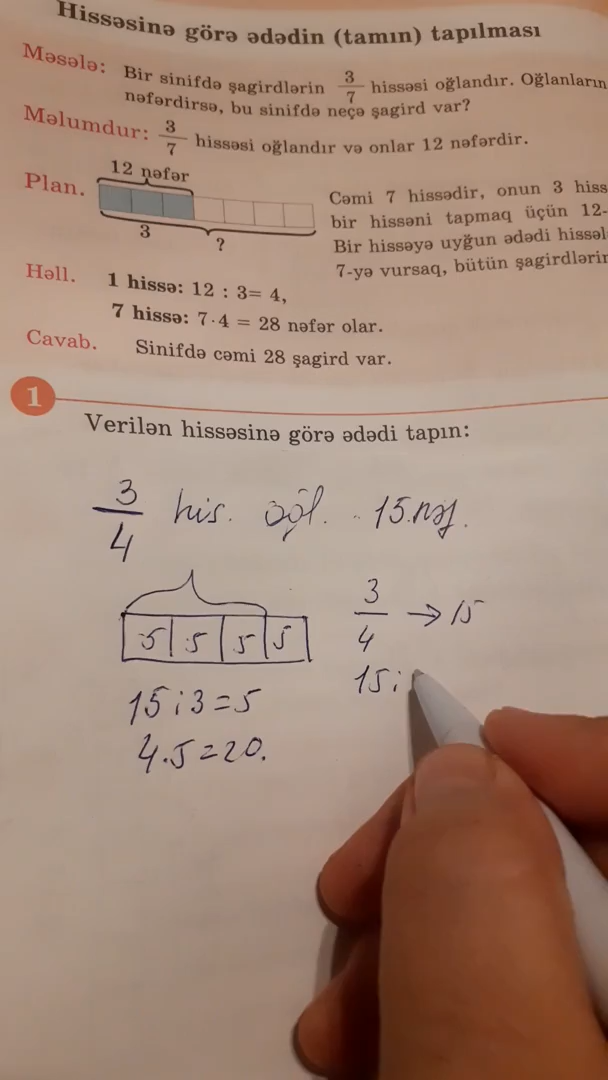 Hissəsinə görə ədədin (tamın) tapılması
Məsələ: Bir sinifdə şagirdlərin 3/7 hissəsi oğlandır. Oğlanların
nəfərdirsə, bu sinifdə neçə şagird var?
Məlumdur: 3/7 hissəsi oğlandır və onlar 12 nəfərdir.
Plan.
12 nəfər
3
?
Cəmi 7 hissədir, onun 3 hiss
bir hissəni tapmaq üçün 12-
Bir hissəyə uyğun ədədi hissəl
7-yə vursaq, bütün şagirdlərin
Həll. 1 hissə: 12 : 3= 4,
7 hissə: 7·4 = 28 nəfər olar.
Cavab. Sinifdə cəmi 28 şagird var.
1
Verilən hissəsinə görə ədədi tapın:
3/4 his. oğl. 15.nəf.
5 5 5 5
15:3=5
4.5=20.
3/4 → 15
15: